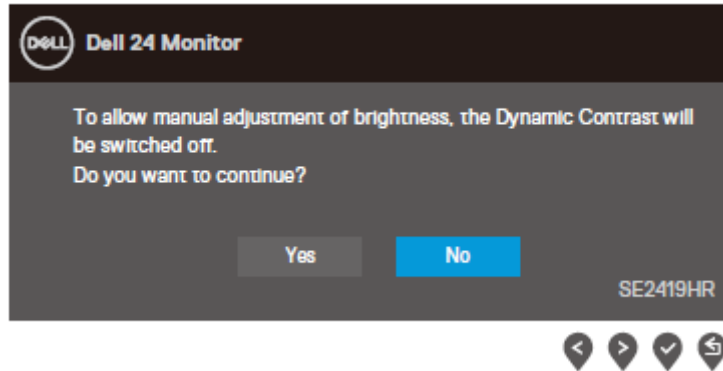 DELL Dell 24 Monitor
To allow manual adjustment of brightness, the Dynamic Contrast will
be switched off.
Do you want to continue?
Yes No
SE2419HR